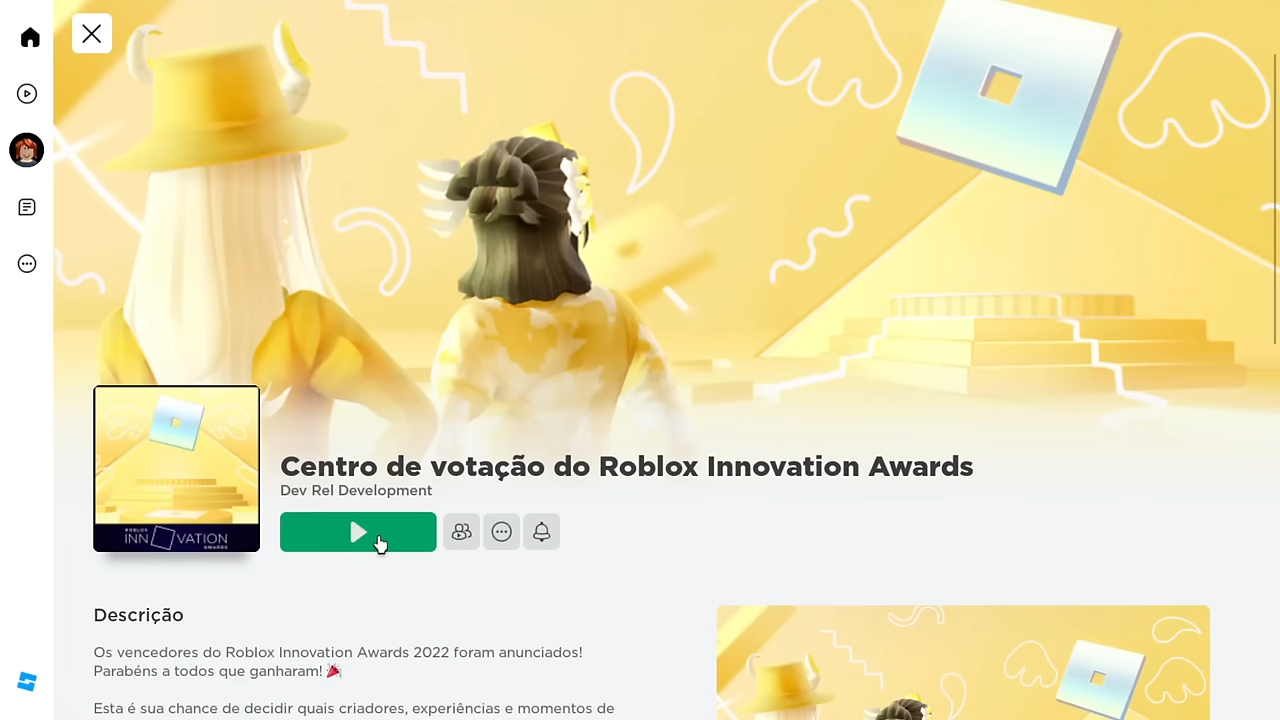 Centro de votação do Roblox Innovation Awards
Dev Rel Development
ROBLOX
INNOVATION
AWARDS
Descrição
Os vencedores do Roblox Innovation Awards 2022 foram anunciados!
Parabéns a todos que ganharam! 🎉
Esta é sua chance de decidir quais criadores, experiências e momentos de